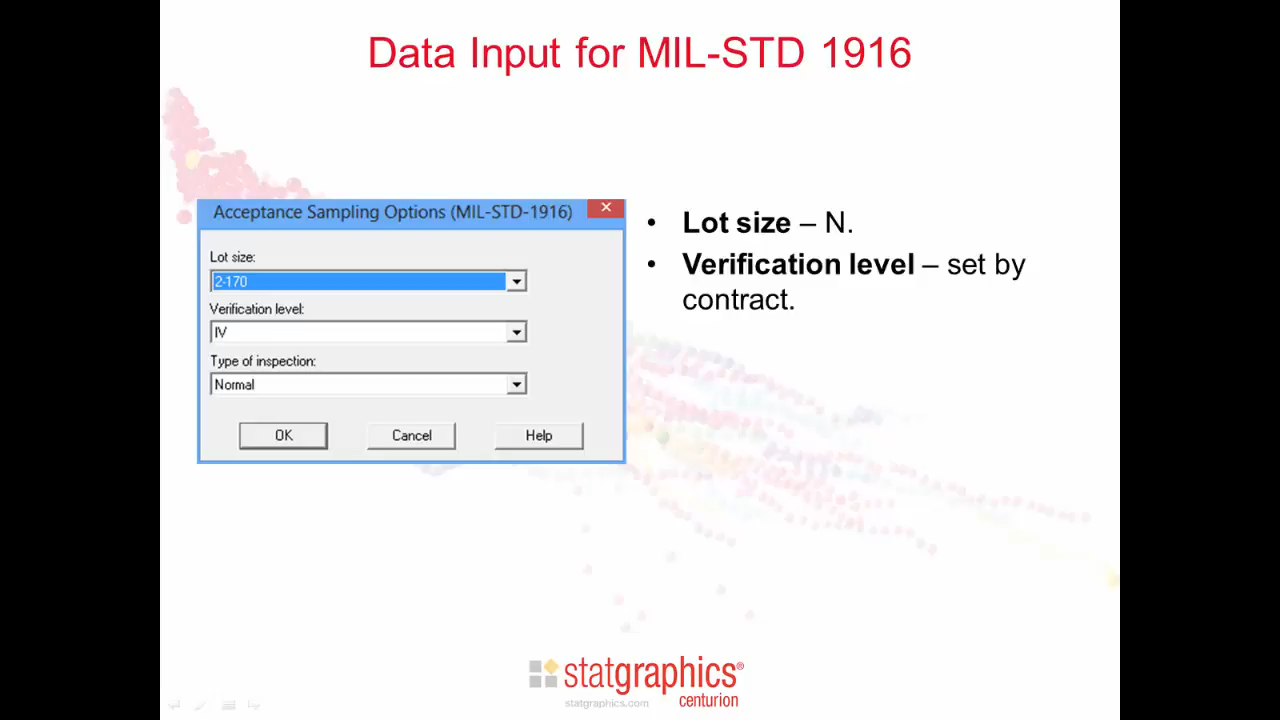 Data Input for MIL-STD 1916
Acceptance Sampling Options (MIL-STD-1916)
Lot size:
2-170
Verification level:
IV
Type of inspection:
Normal
OK
Cancel
Help
• Lot size – N.
• Verification level – set by
contract.
statgraphics®
centurion
statgraphics.com